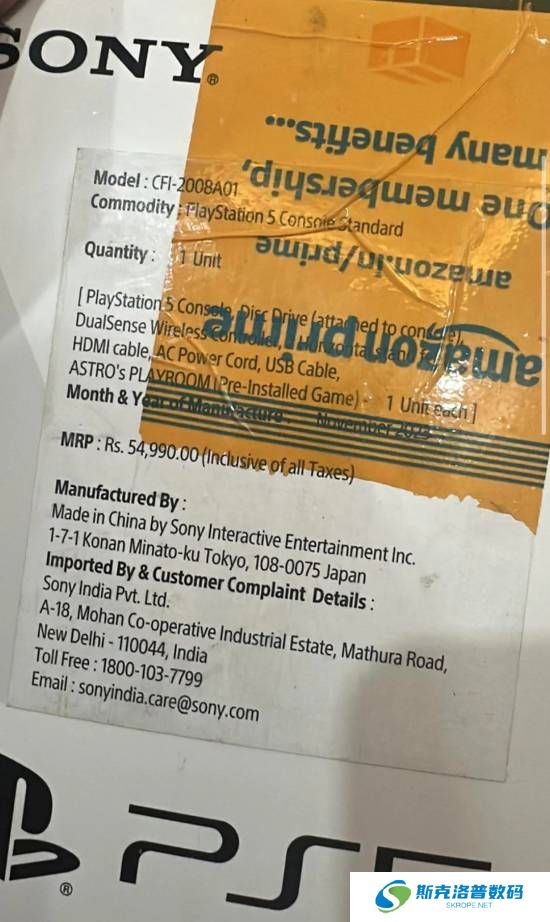 SONY®
many benefits...
One membership,
amazon.in/prime
amazonprime
Model : CFI-2008A01
Commodity : PlayStation 5 Console Standard
Quantity : 1 Unit
[ PlayStation 5 Console, Disc Drive (attached to console),
DualSense Wireless Controller,
HDMI cable, AC Power Cord, USB Cable,
ASTRO's PLAYROOM (Pre-Installed Game) - 1 Unit each ]
Month & Year of Manufacture : November 2023
MRP : Rs. 54,990.00 (Inclusive of all Taxes)
Manufactured By :
Made in China by Sony Interactive Entertainment Inc.
1-7-1 Konan Minato-ku Tokyo, 108-0075 Japan
Imported By & Customer Complaint Details :
Sony India Pvt. Ltd.
A-18, Mohan Co-operative Industrial Estate, Mathura Road,
New Delhi - 110044, India
Toll Free : 1800-103-7799
Email : sonyindia.care@sony.com
® PS5
斯克洛普数码
SKROPE.NET